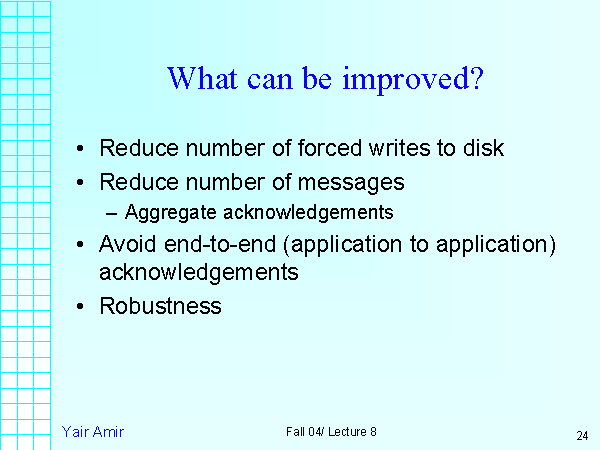 What can be improved?
• Reduce number of forced writes to disk
• Reduce number of messages
– Aggregate acknowledgements
• Avoid end-to-end (application to application)
acknowledgements
• Robustness
Yair Amir
Fall 04/ Lecture 8
24